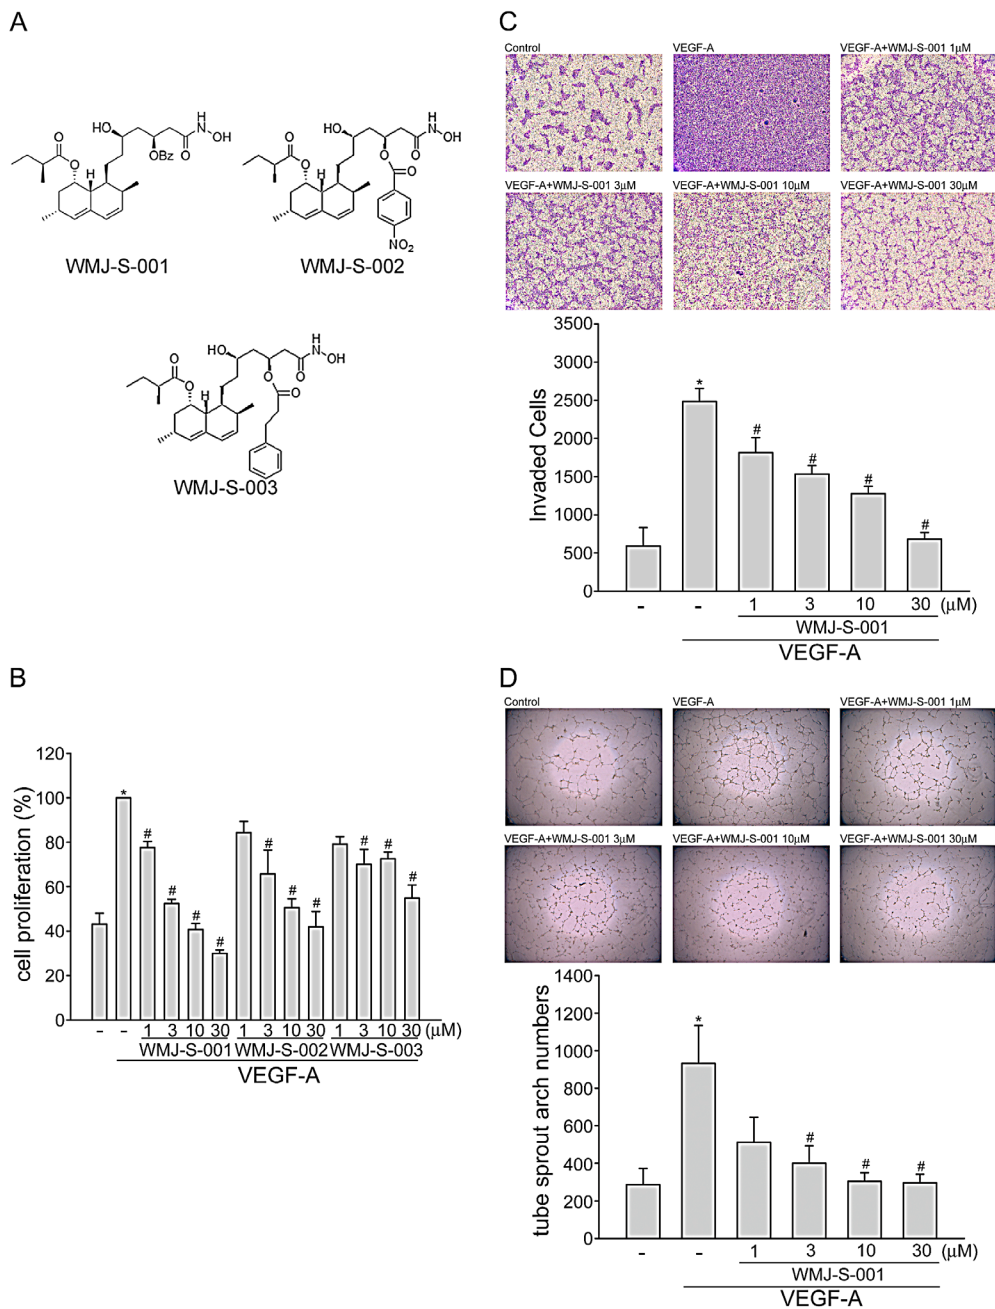 A
HO
OBz
O
N
H
OH
O
O
H
WMJ-S-001
HO
O
O
N
H
OH
O
O
O
H
NO2
WMJ-S-002
HO
O
O
N
H
OH
O
O
O
H
WMJ-S-003
B
cell proliferation (%)
120
100
80
60
40
20
0
*
# # # #
# # #
# # #
- - 1 3 10 30 1 3 10 30 1 3 10 30 (μM)
WMJ-S-001 WMJ-S-002 WMJ-S-003
VEGF-A
C
Control VEGF-A VEGF-A+WMJ-S-001 1μM
VEGF-A+WMJ-S-001 3μM VEGF-A+WMJ-S-001 10μM VEGF-A+WMJ-S-001 30μM
Invaded Cells
3500
3000
2500
2000
1500
1000
500
0
*
# # # #
- - 1 3 10 30 (μM)
WMJ-S-001
VEGF-A
D
Control VEGF-A VEGF-A+WMJ-S-001 1μM
VEGF-A+WMJ-S-001 3μM VEGF-A+WMJ-S-001 10μM VEGF-A+WMJ-S-001 30μM
tube sprout arch numbers
1400
1200
1000
800
600
400
200
0
*
# # #
- - 1 3 10 30 (μM)
WMJ-S-001
VEGF-A